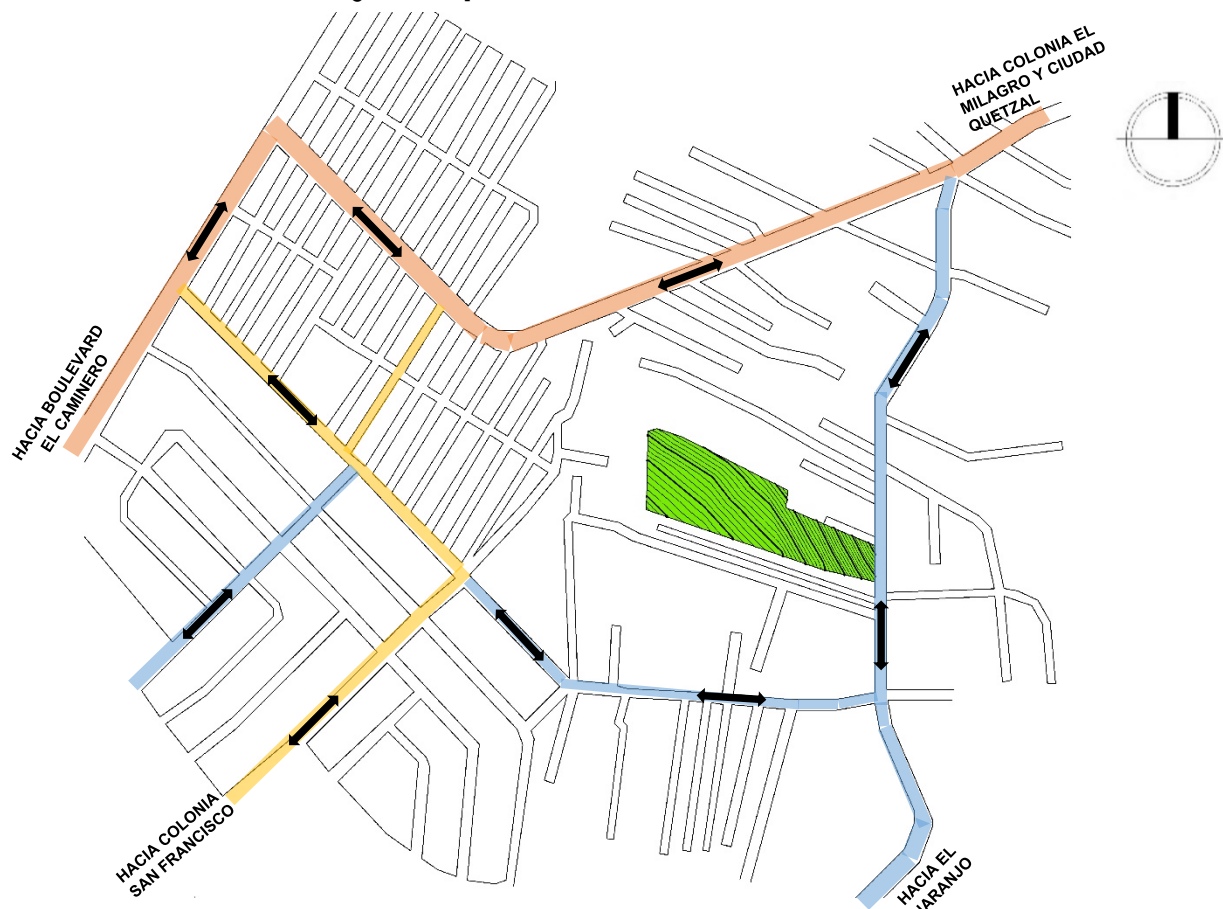 HACIA COLONIA EL
MILAGRO Y CIUDAD
QUETZAL
HACIA BOULEVARD
EL CAMINERO
HACIA COLONIA
SAN FRANCISCO
HACIA EL